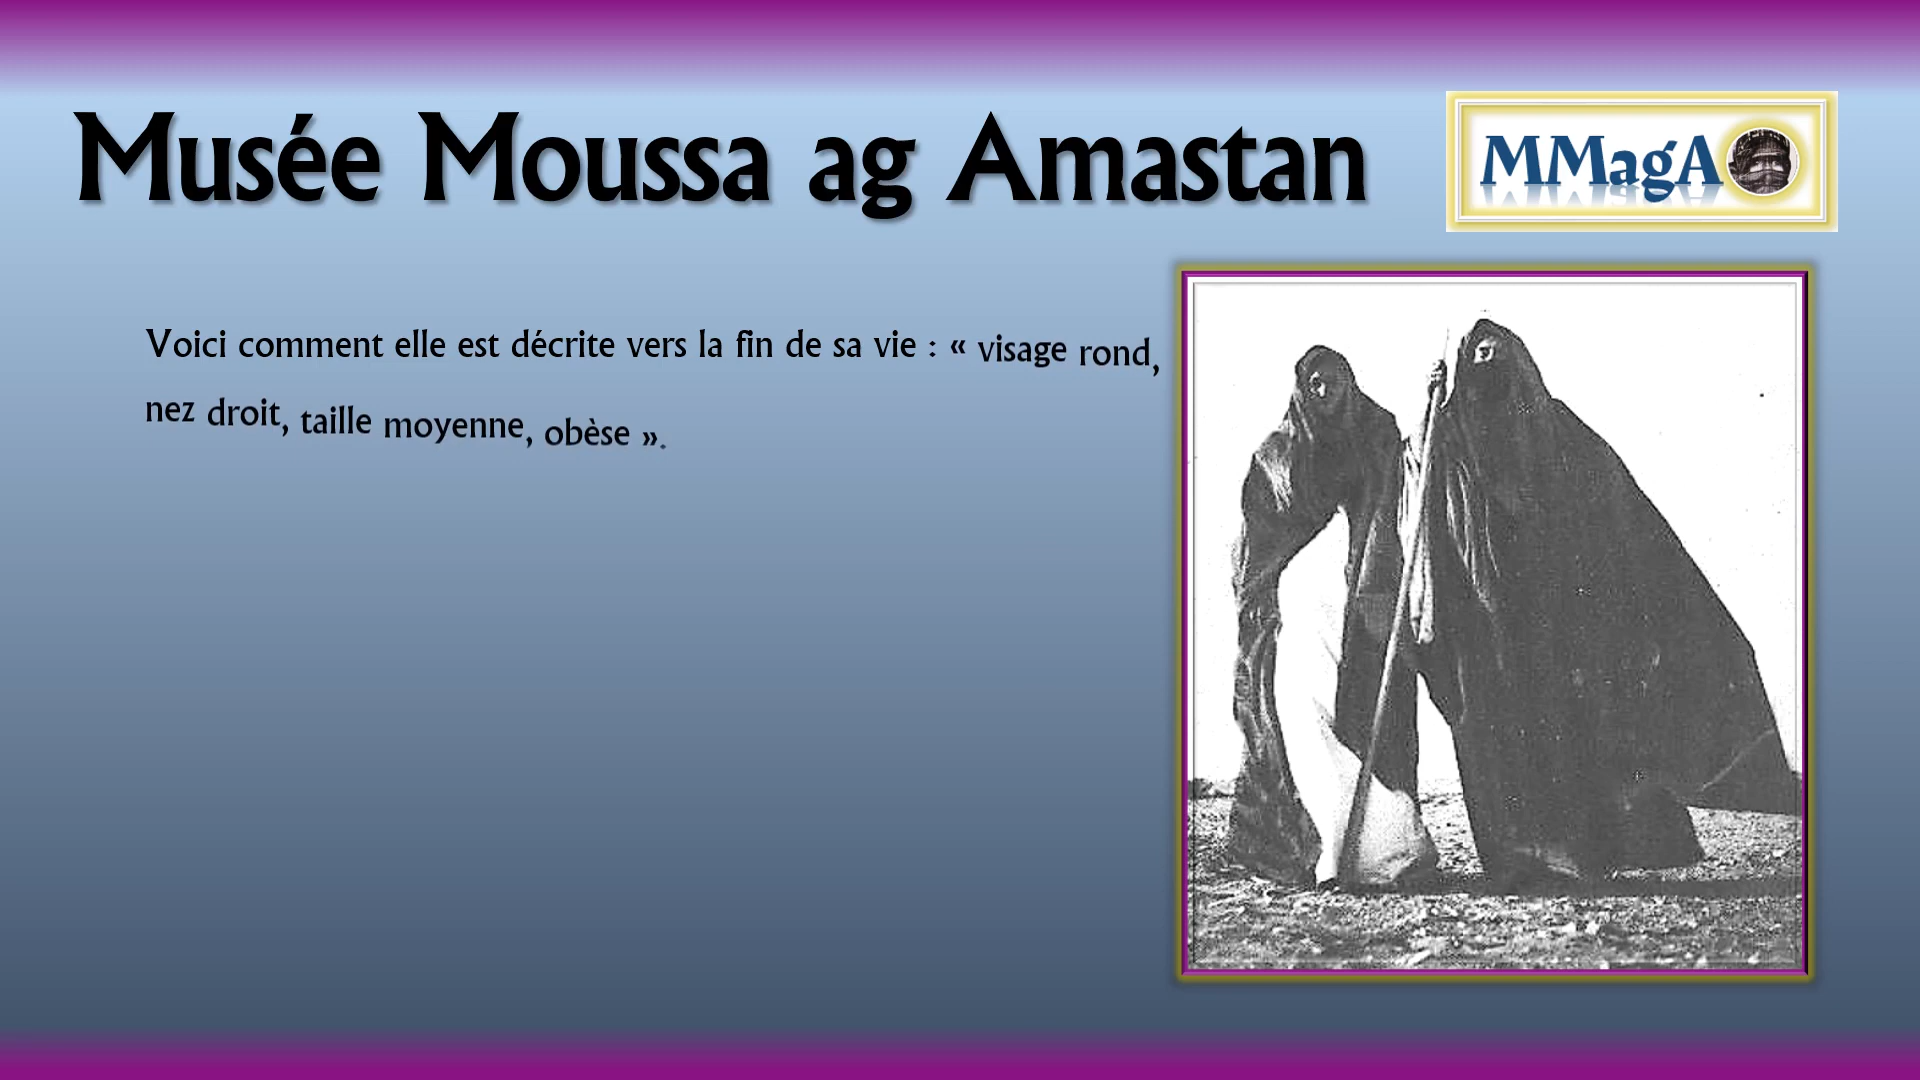 Musée Moussa ag Amastan
MMagA
Voici comment elle est décrite vers la fin de sa vie : « visage rond,
nez droit, taille moyenne, obèse ».